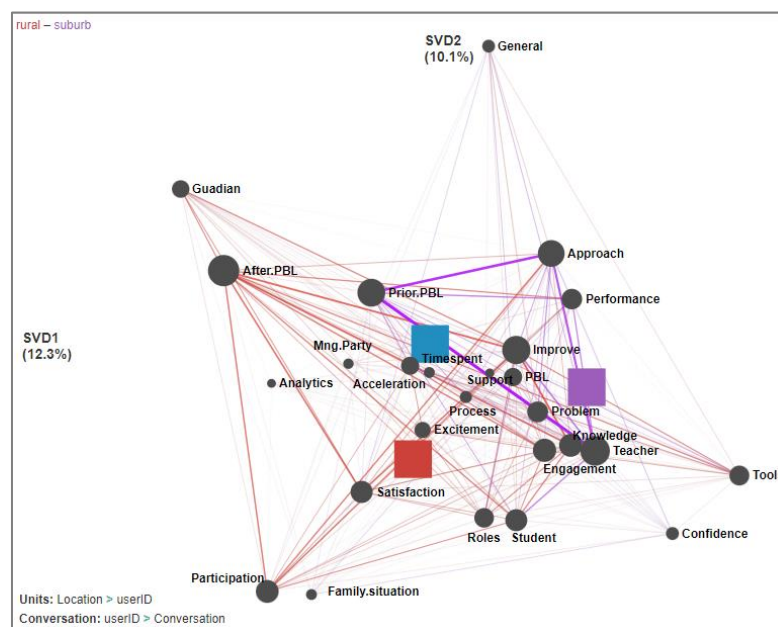 rural – suburb
SVD2
(10.1%)
General
Guadian
Approach
After.PBL
Prior.PBL
Performance
SVD1
(12.3%)
Mng.Party
Timespent
Improve
Analytics
Acceleration
Support
PBL
Process
Problem
Excitement
Knowledge
Teacher
Engagement
Tool
Satisfaction
Roles
Student
Confidence
Participation
Family.situation
Units: Location > userID
Conversation: userID > Conversation